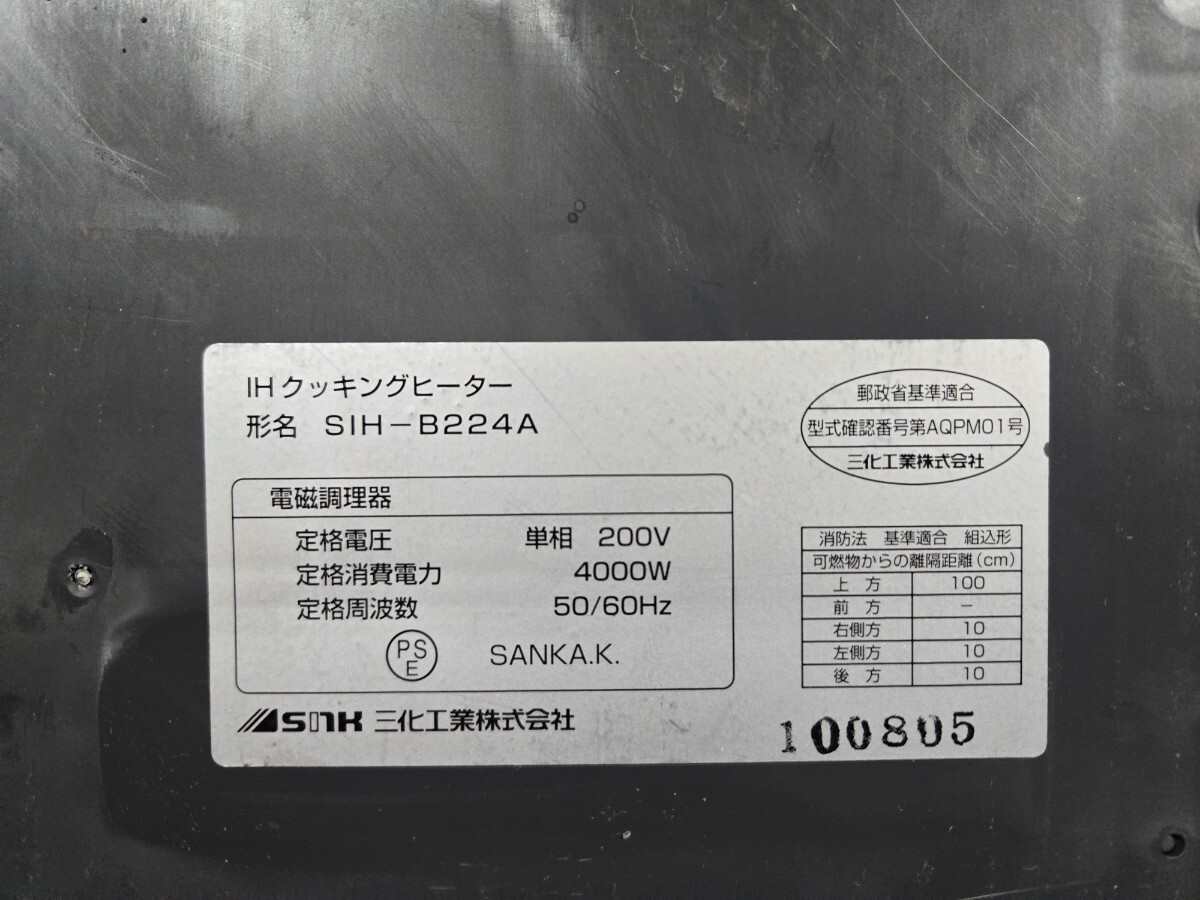 IHクッキングヒーター
形名 SIH-B224A
郵政省基準適合
型式確認番号第AQPM01号
三化工業株式会社
電磁調理器
定格電圧 単相 200V
定格消費電力 4000W
定格周波数 50/60Hz
PSE SANKA.K.
消防法 基準適合 組込形
可燃物からの離隔距離(cm)
上方 100
前方 −
右側方 10
左側方 10
後方 10
SANK 三化工業株式会社
100805